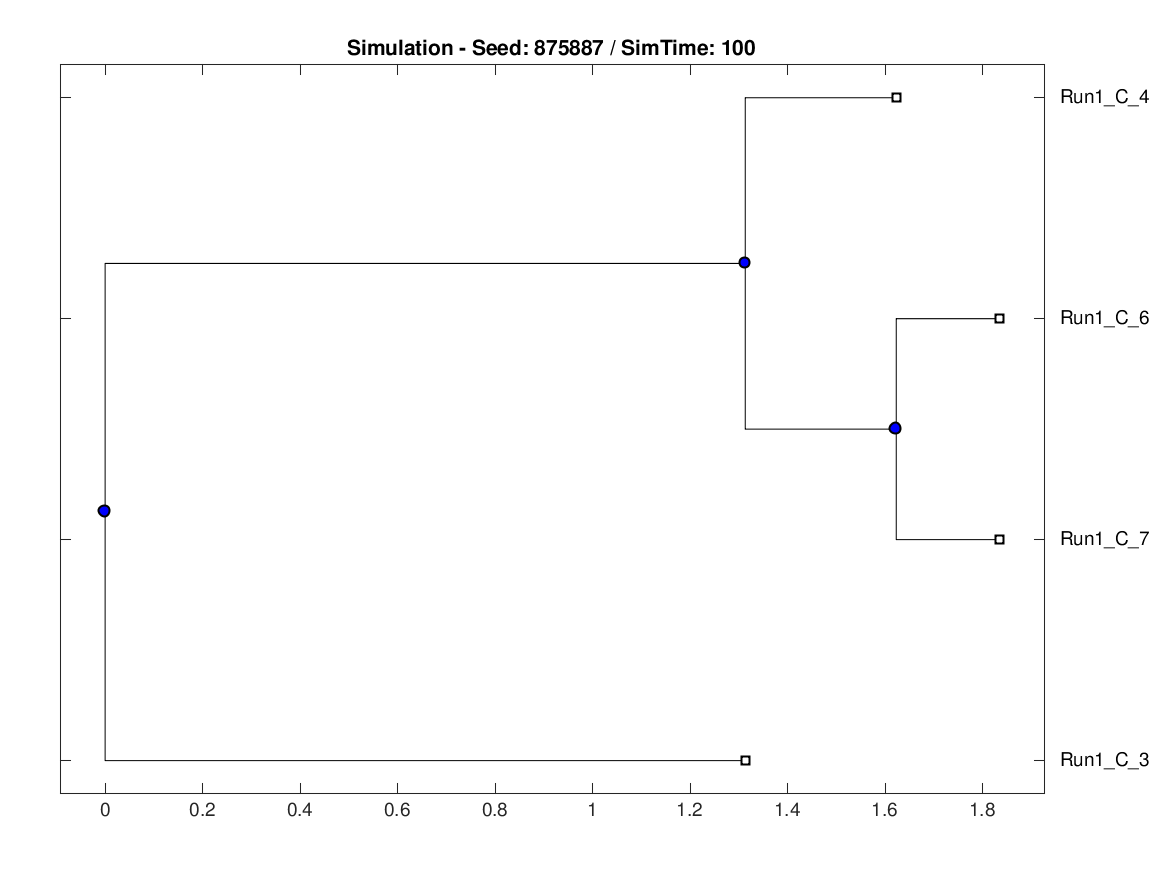 Simulation - Seed: 875887 / SimTime: 100
Run1_C_4
Run1_C_6
Run1_C_7
Run1_C_3
0 0.2 0.4 0.6 0.8 1 1.2 1.4 1.6 1.8